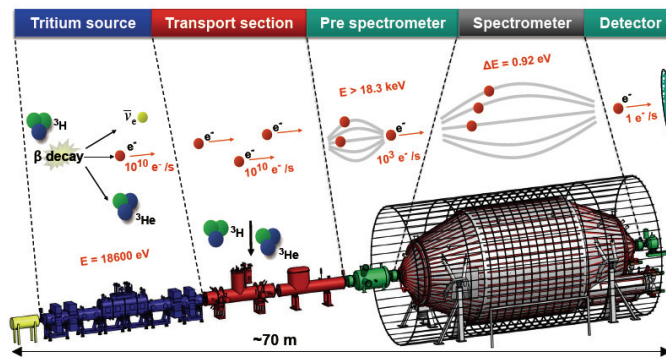 Tritium source
Transport section
Pre spectrometer
Spectrometer
Detector
³H
β decay
ν̅ₑ
e⁻
10¹⁰ e⁻/s
³He
E = 18600 eV
e⁻
e⁻
e⁻
10¹⁰ e⁻/s
³H
³He
E > 18.3 keV
e⁻
10³ e⁻/s
ΔE = 0.92 eV
e⁻
1 e⁻/s
~70 m